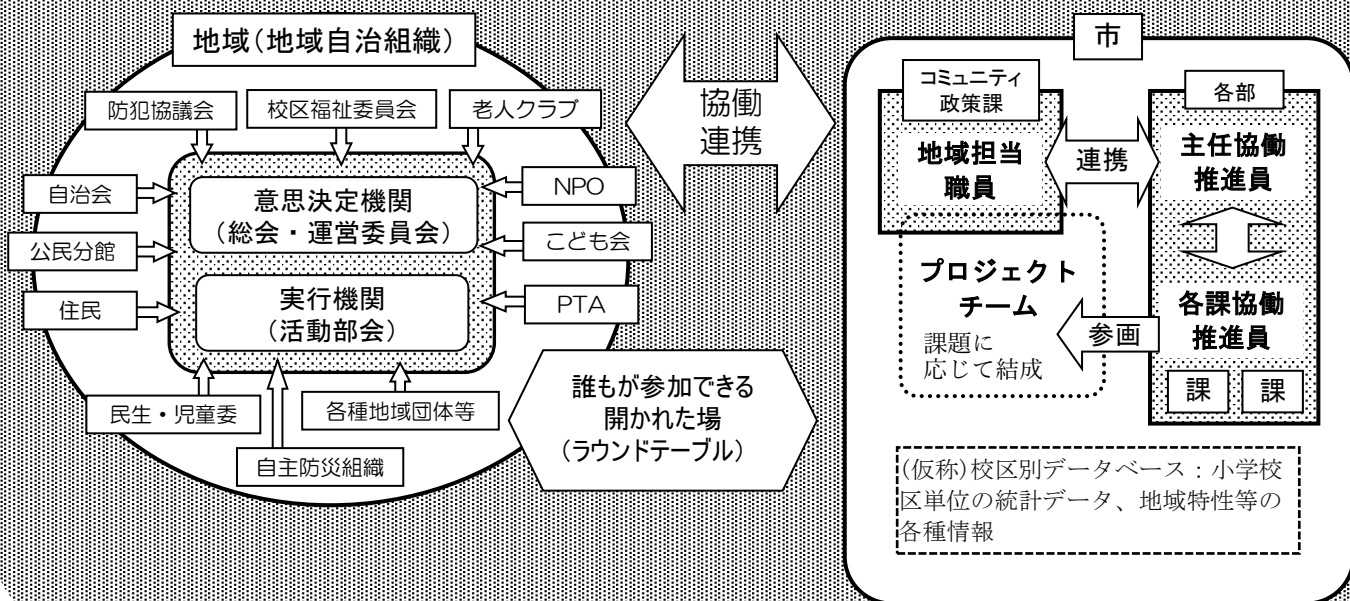 地域(地域自治組織)
防犯協議会
校区福祉委員会
老人クラブ
自治会
公民分館
住民
意思決定機関
(総会・運営委員会)
実行機関
(活動部会)
NPO
こども会
PTA
民生・児童委
自主防災組織
各種地域団体等
誰もが参加できる
開かれた場
(ラウンドテーブル)
協働
連携
市
コミュニティ
政策課
地域担当
職員
連携
各部
主任協働
推進員
プロジェクト
チーム
課題に
応じて結成
参画
各課協働
推進員
課
課
(仮称)校区別データベース：小学校
区単位の統計データ、地域特性等の
各種情報